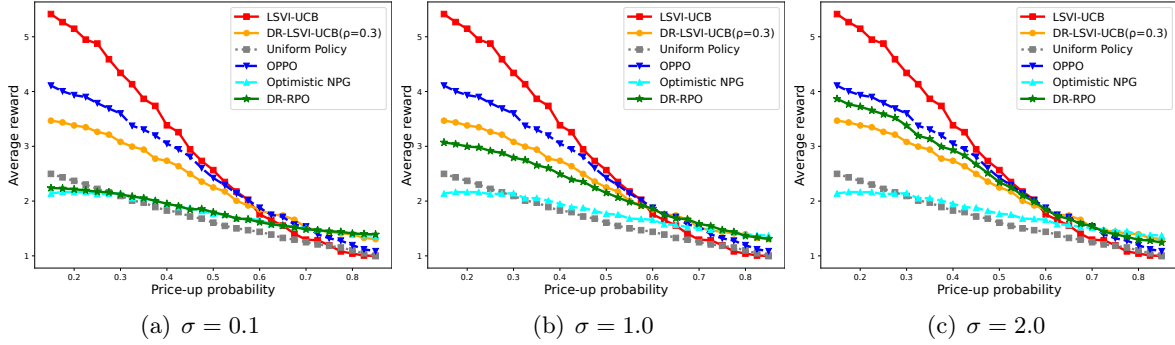 Average reward
5
4
3
2
1
0.2 0.3 0.4 0.5 0.6 0.7 0.8
Price-up probability
LSVI-UCB
DR-LSVI-UCB(ρ=0.3)
Uniform Policy
OPPO
Optimistic NPG
DR-RPO
(a) σ = 0.1
Average reward
5
4
3
2
1
0.2 0.3 0.4 0.5 0.6 0.7 0.8
Price-up probability
LSVI-UCB
DR-LSVI-UCB(ρ=0.3)
Uniform Policy
OPPO
Optimistic NPG
DR-RPO
(b) σ = 1.0
Average reward
5
4
3
2
1
0.2 0.3 0.4 0.5 0.6 0.7 0.8
Price-up probability
LSVI-UCB
DR-LSVI-UCB(ρ=0.3)
Uniform Policy
OPPO
Optimistic NPG
DR-RPO
(c) σ = 2.0